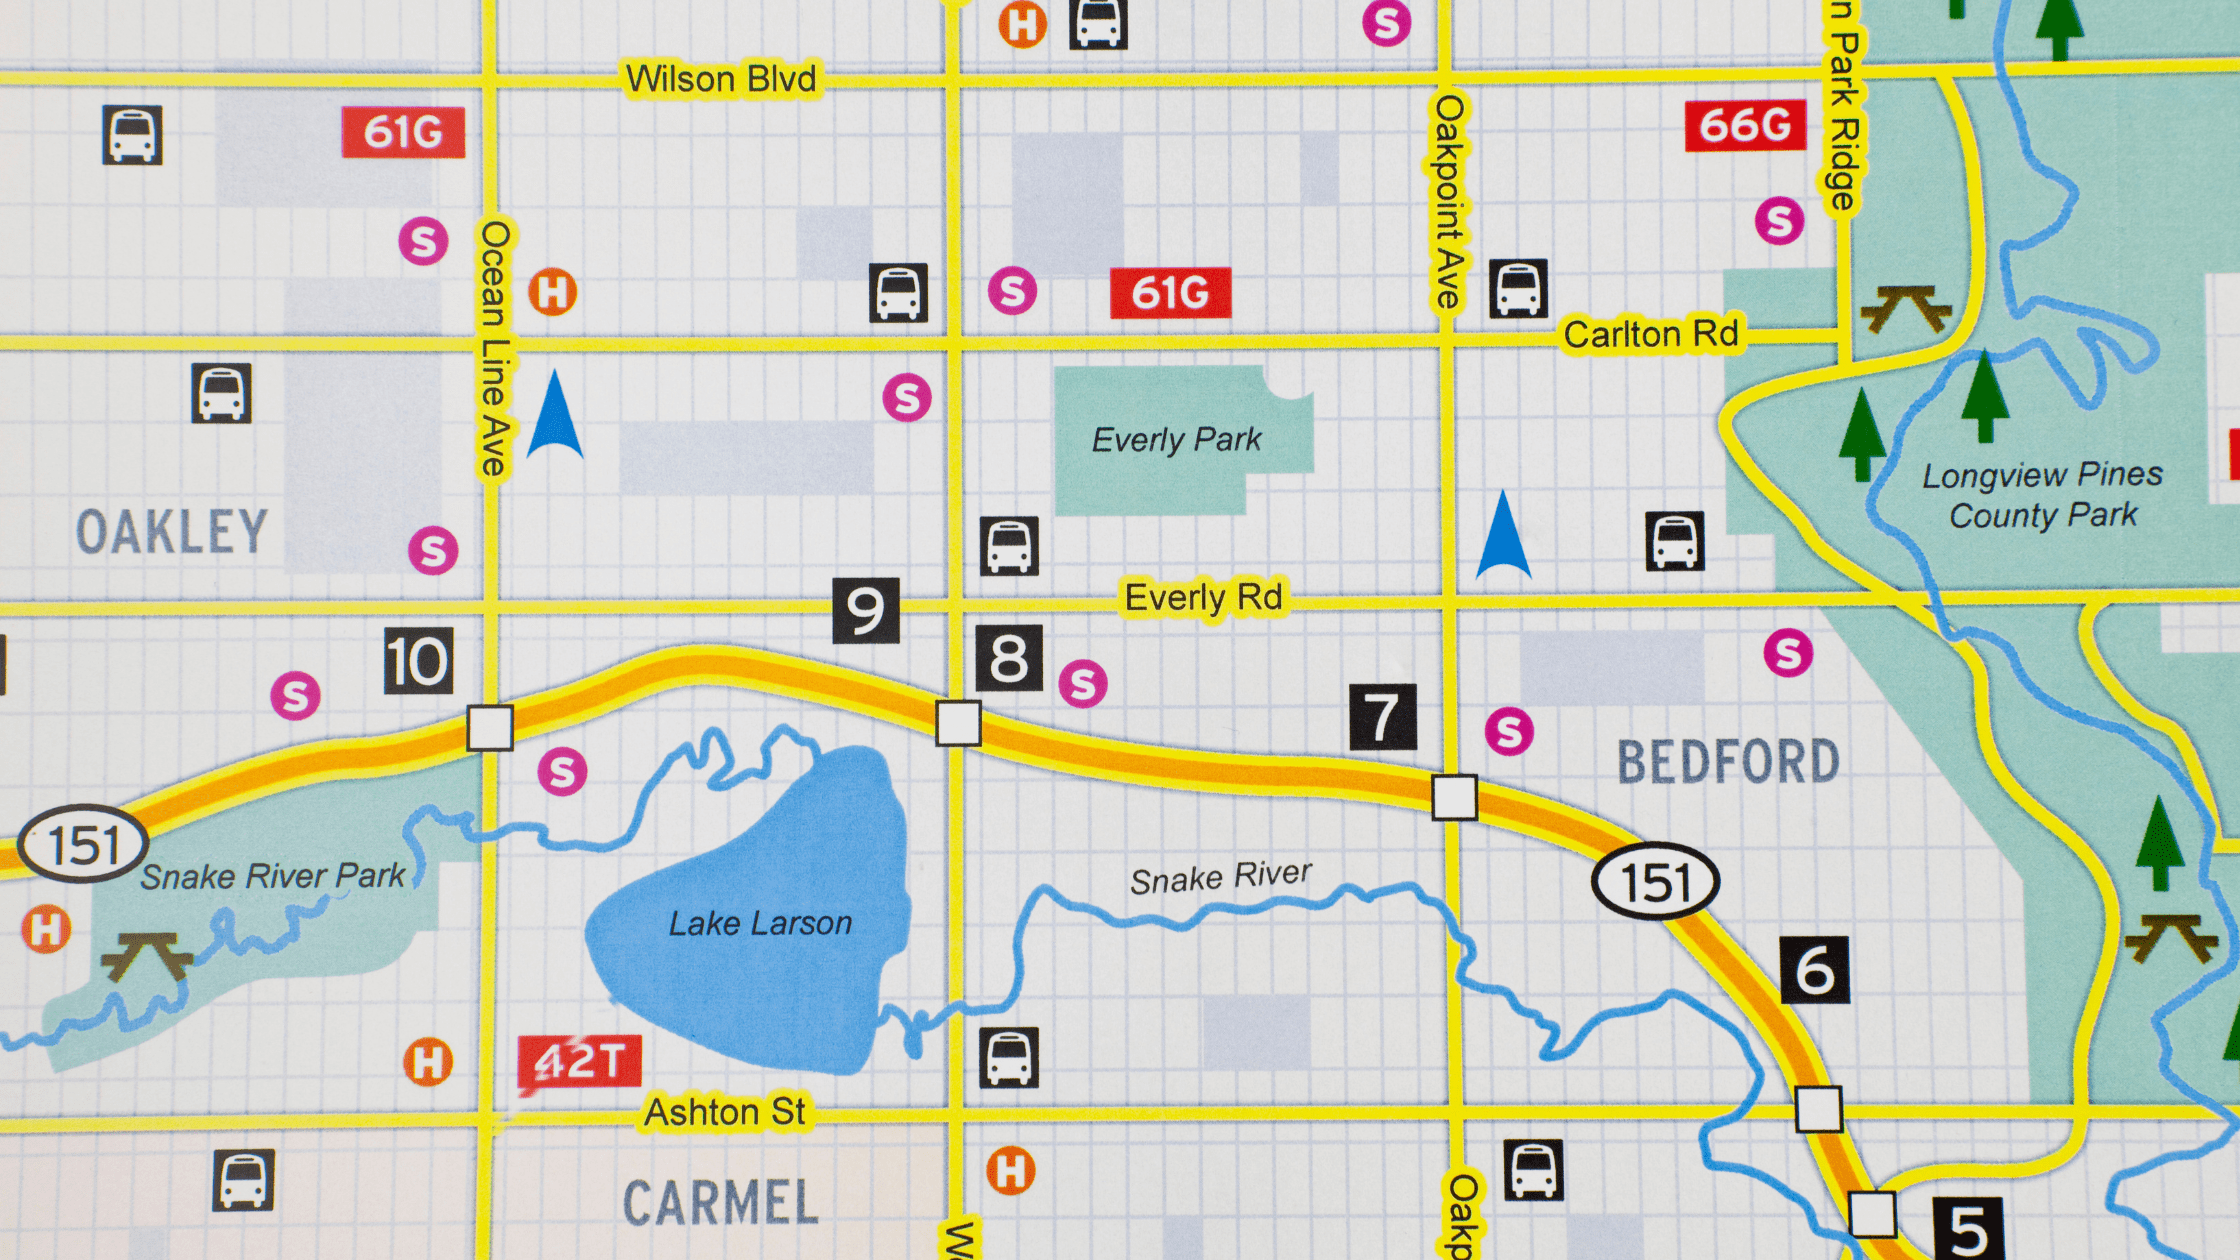 H
S
n Park Ridge
Wilson Blvd
61G
Oakpoint Ave
66G
S
S
Ocean Line Ave
H
S
61G
Carlton Rd
S
Everly Park
Longview Pines
County Park
OAKLEY
S
9
Everly Rd
10
8
S
7
S
S
S
S
BEDFORD
151
Snake River Park
Snake River
151
H
Lake Larson
6
H
42T
Ashton St
H
CARMEL
Oakp
W
5